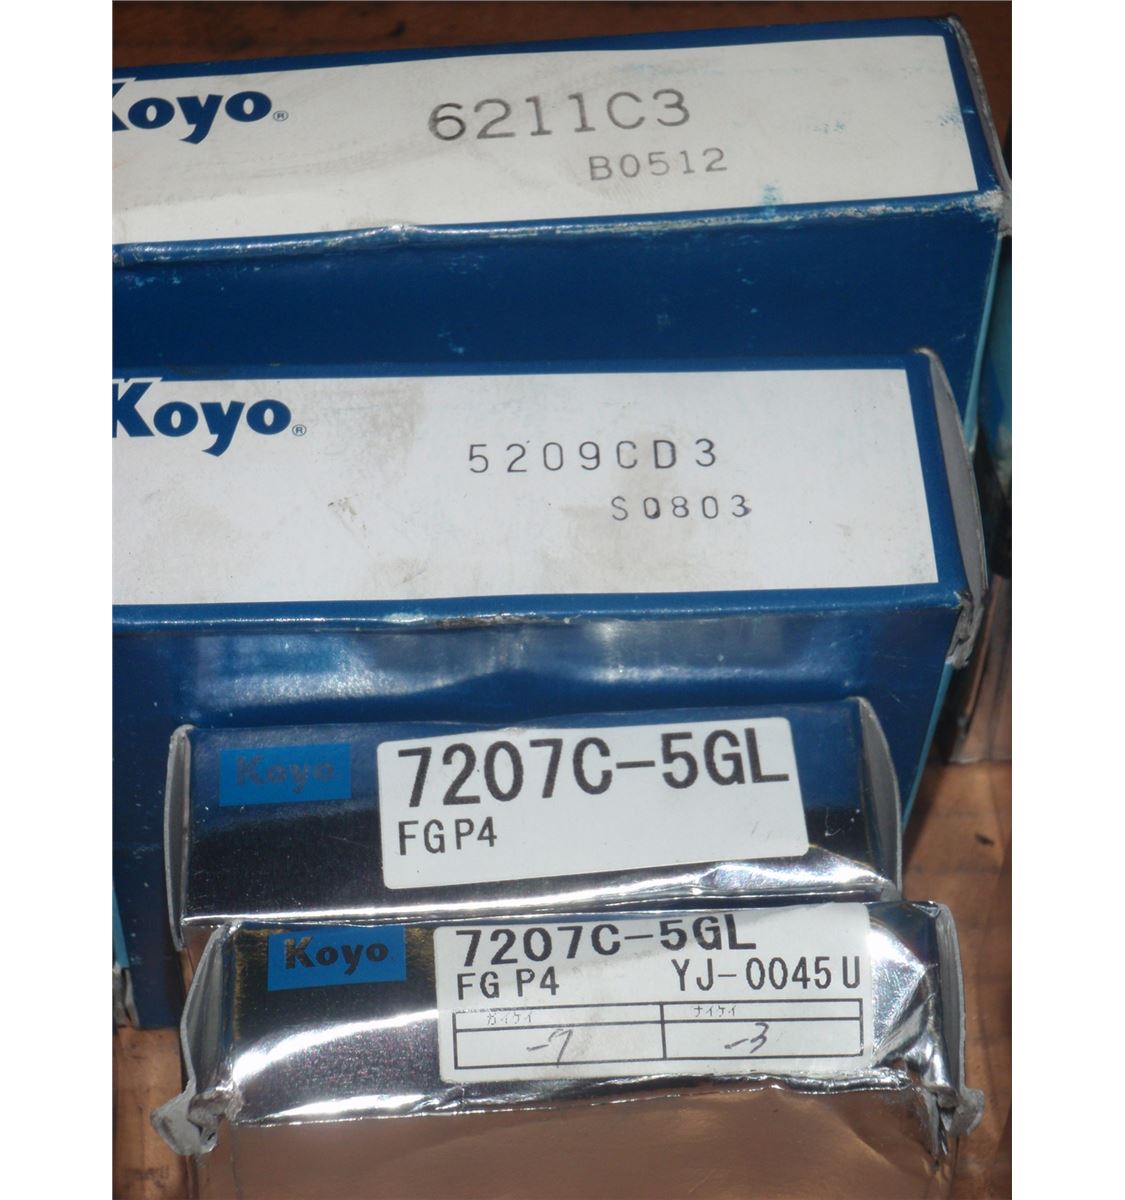 Koyo®
6211C3
B0512
Koyo®
5209CD3
S0803
Koyo
7207C-5GL
FGP4
Koyo
7207C-5GL
FG P4 YJ-0045U
ガイケイ ナイケイ
-7 -3